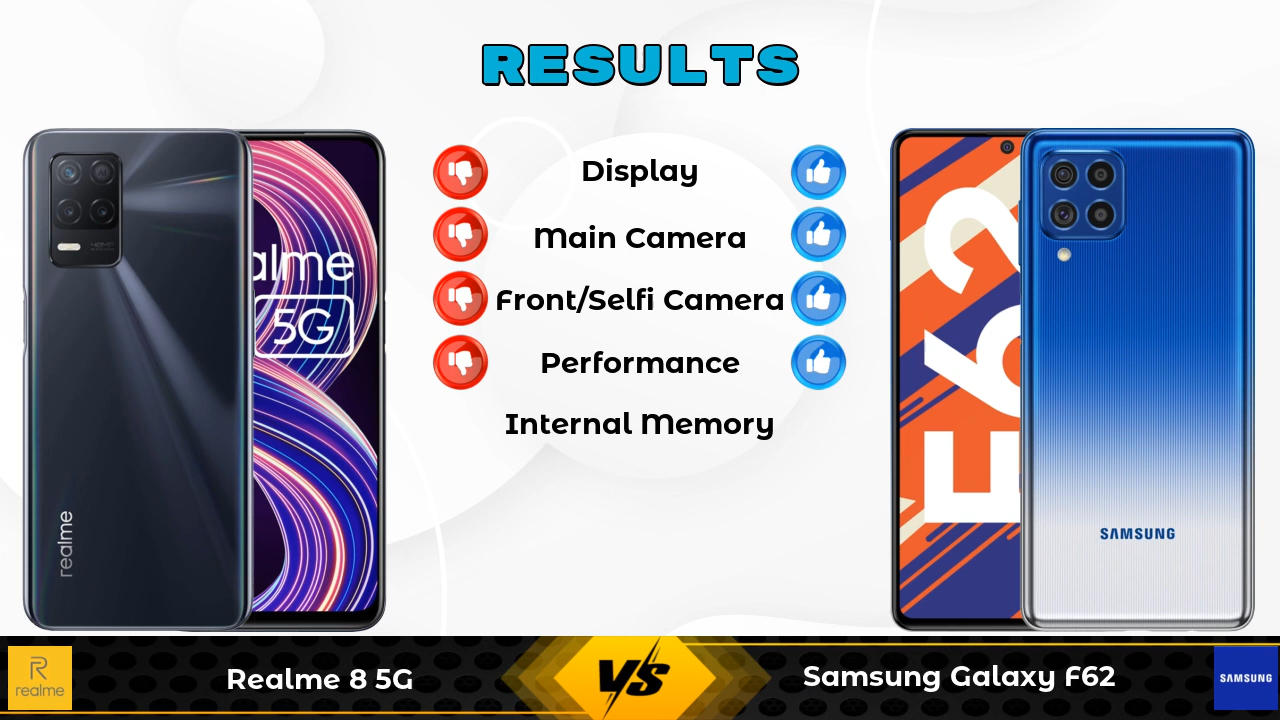 RESULTS
Display
Main Camera
Front/Selfi Camera
Performance
Internal Memory
realme
ealme
5G
F62
SAMSUNG
R
realme
Realme 8 5G
VS
Samsung Galaxy F62
SAMSUNG